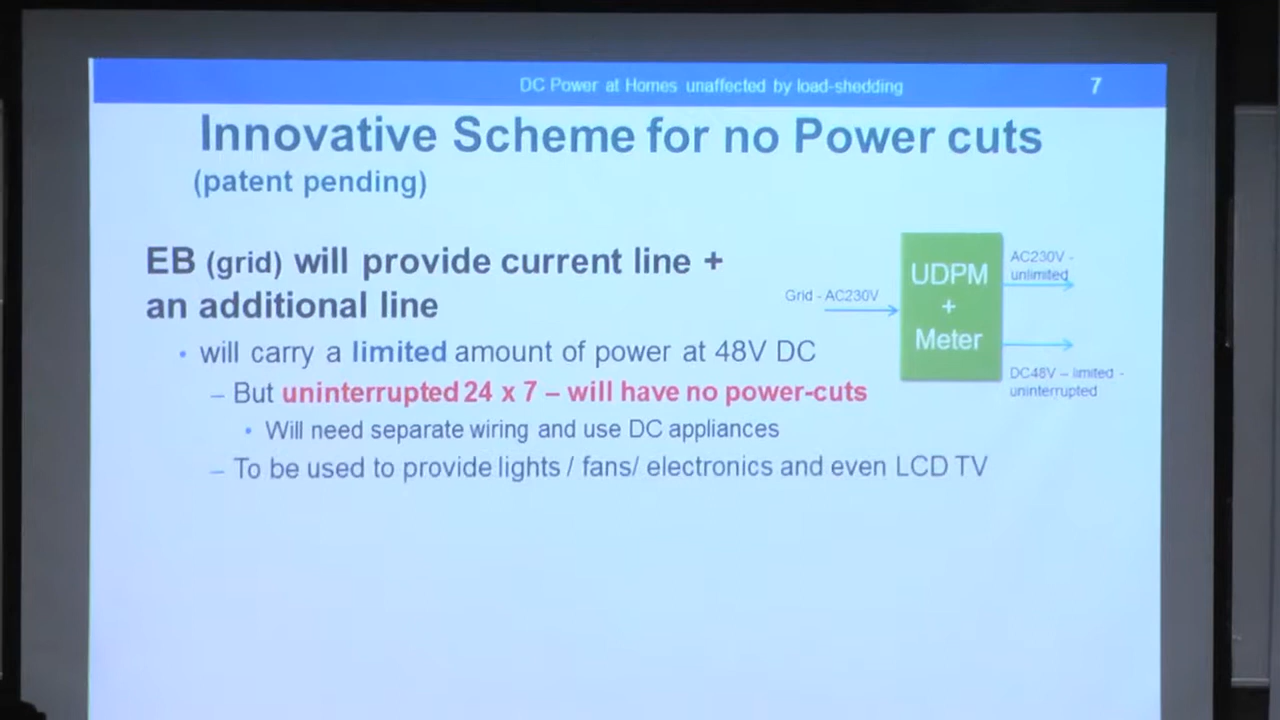 DC Power at Homes unaffected by load-shedding 7
Innovative Scheme for no Power cuts
(patent pending)
EB (grid) will provide current line +
an additional line
• will carry a limited amount of power at 48V DC
– But uninterrupted 24 x 7 – will have no power-cuts
• Will need separate wiring and use DC appliances
– To be used to provide lights / fans/ electronics and even LCD TV
Grid - AC230V
UDPM
+
Meter
AC230V -
unlimited
DC48V – limited -
uninterrupted